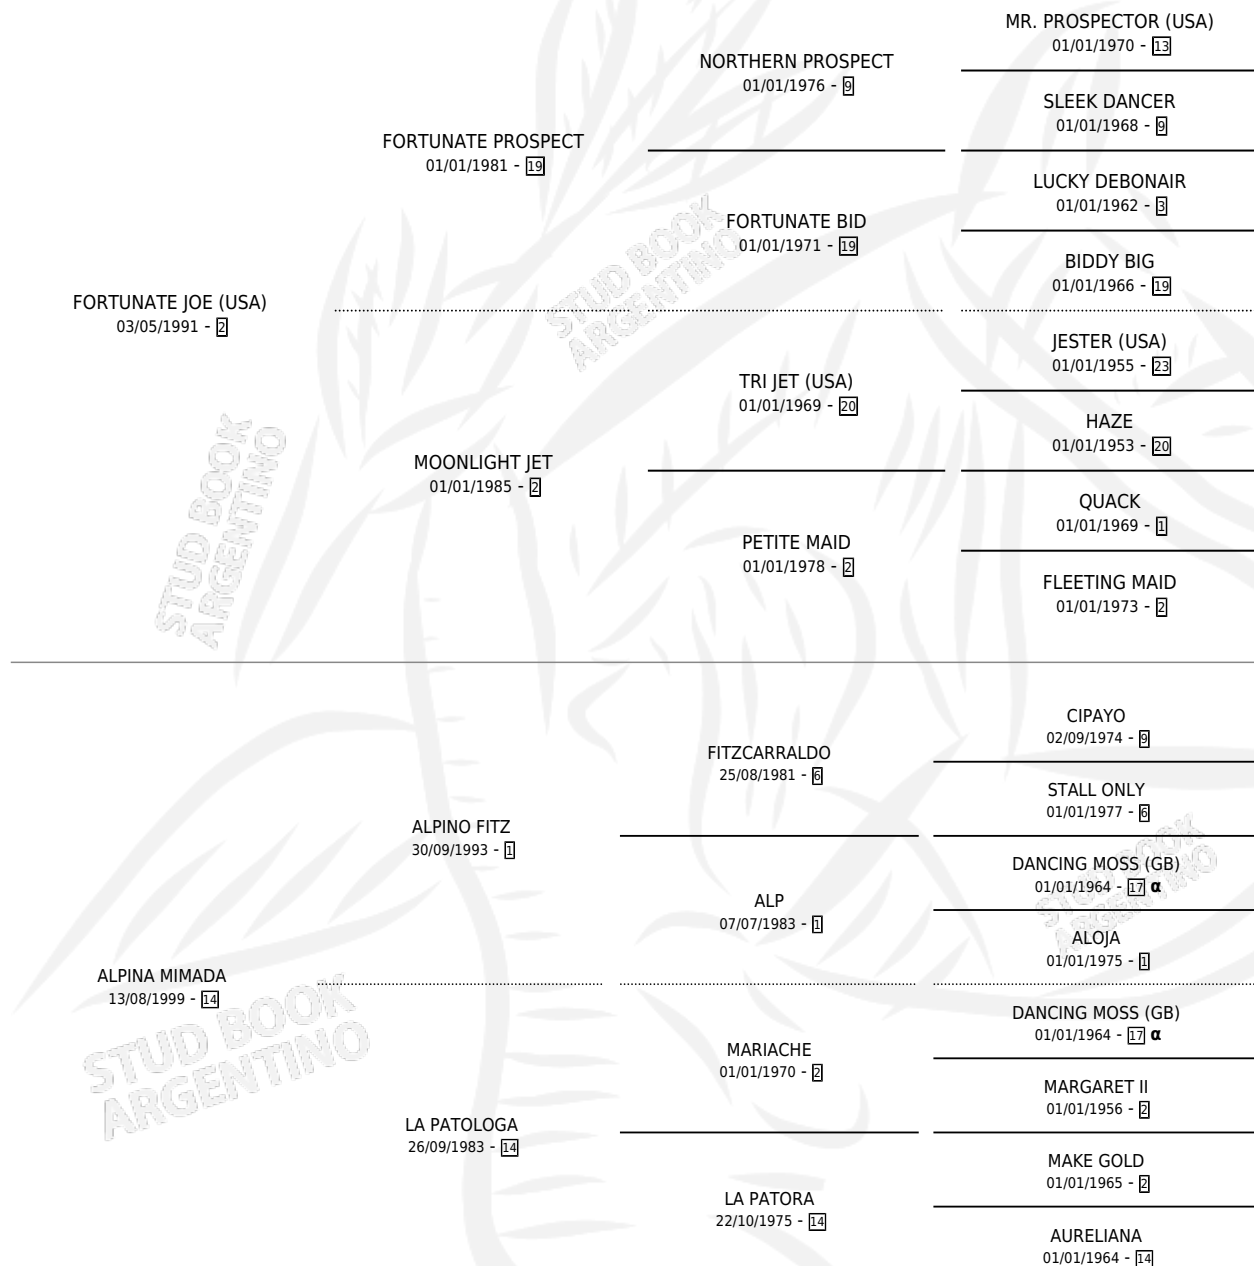 MR. PROSPECTOR (USA)
01/01/1970 - 13
NORTHERN PROSPECT
01/01/1976 - 9
SLEEK DANCER
01/01/1968 - 9
FORTUNATE PROSPECT
01/01/1981 - 19
LUCKY DEBONAIR
01/01/1962 - 3
FORTUNATE BID
01/01/1971 - 19
BIDDY BIG
01/01/1966 - 19
FORTUNATE JOE (USA)
03/05/1991 - 2
STUD BOOK
ARGENTINO
JESTER (USA)
01/01/1955 - 23
TRI JET (USA)
01/01/1969 - 20
HAZE
01/01/1953 - 20
MOONLIGHT JET
01/01/1985 - 2
QUACK
01/01/1969 - 1
PETITE MAID
01/01/1978 - 2
FLEETING MAID
01/01/1973 - 2
STUD BOOK
ARGENTINO
CIPAYO
02/09/1974 - 9
FITZCARRALDO
25/08/1981 - 6
STALL ONLY
01/01/1977 - 6
ALPINO FITZ
30/09/1993 - 1
DANCING MOSS (GB)
01/01/1964 - 17 α
ALP
07/07/1983 - 1
ALOJA
01/01/1975 - 1
STUD BOOK
ARGENTINO
ALPINA MIMADA
13/08/1999 - 14
STUD BOOK
ARGENTINO
DANCING MOSS (GB)
01/01/1964 - 17 α
MARIACHE
01/01/1970 - 2
MARGARET II
01/01/1956 - 2
LA PATOLOGA
26/09/1983 - 14
MAKE GOLD
01/01/1965 - 2
LA PATORA
22/10/1975 - 14
AURELIANA
01/01/1964 - 14